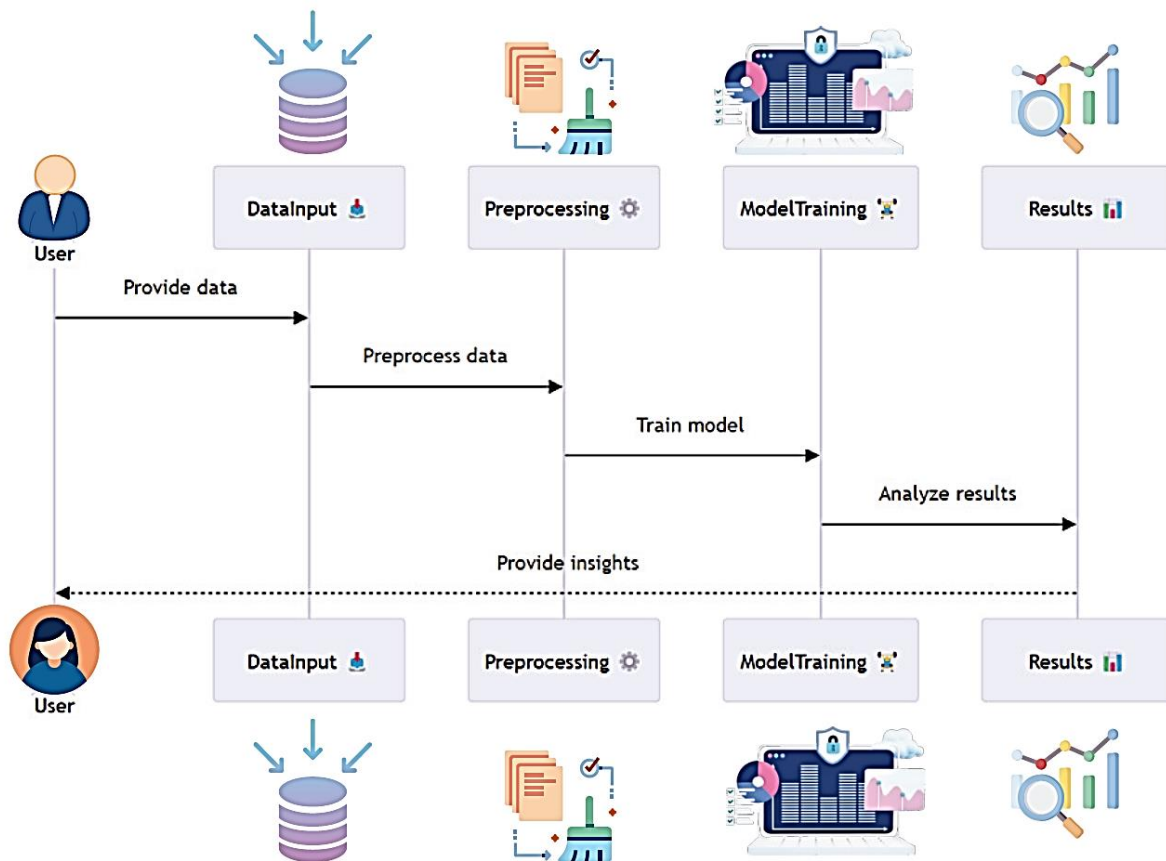 DataInput
Preprocessing
ModelTraining
Results
User
Provide data
Preprocess data
Train model
Analyze results
Provide insights
DataInput
Preprocessing
ModelTraining
Results
User